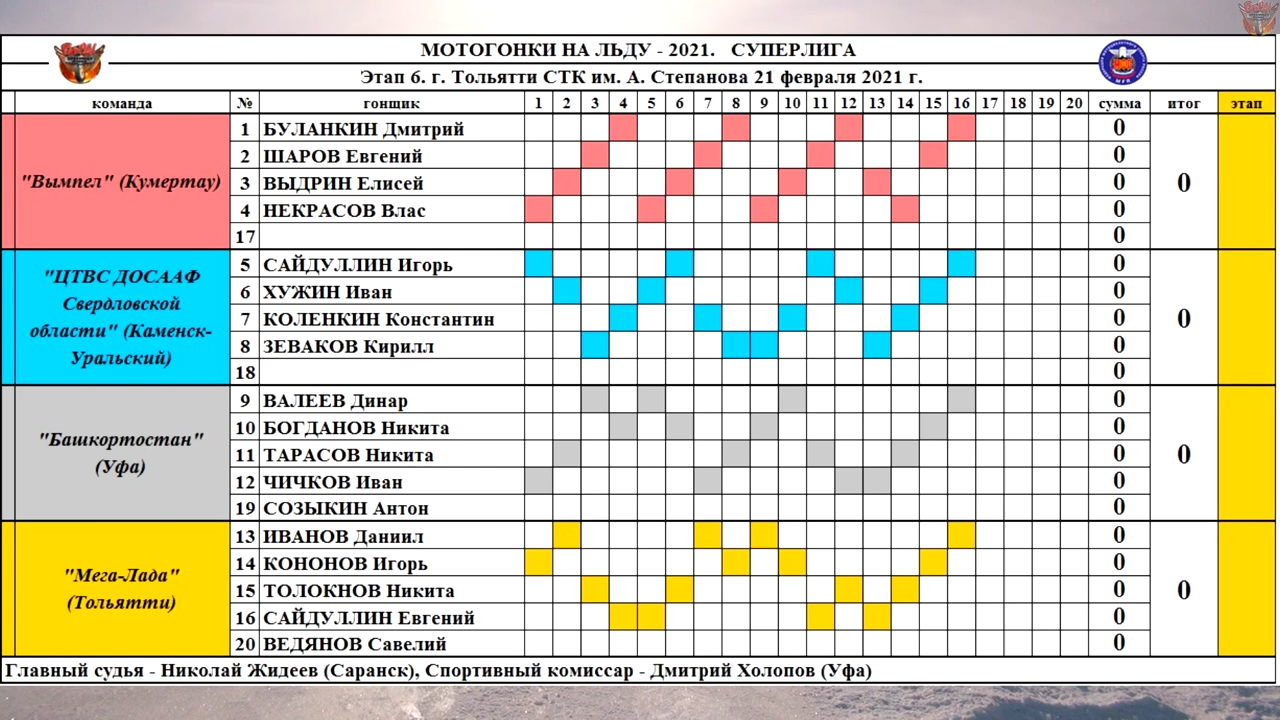 МОТОГОНКИ НА ЛЬДУ - 2021. СУПЕРЛИГА
Этап 6. г. Тольятти СТК им. А. Степанова 21 февраля 2021 г.
команда № гонщик 1 2 3 4 5 6 7 8 9 10 11 12 13 14 15 16 17 18 19 20 сумма итог этап
"Вымпел" (Кумертау)
1 БУЛАНКИН Дмитрий 0
2 ШАРОВ Евгений 0
3 ВЫДРИН Елисей 0
4 НЕКРАСОВ Влас 0
17 0
0
"ЦТВС ДОСААФ
Свердловской
области" (Каменск-
Уральский)
5 САЙДУЛЛИН Игорь 0
6 ХУЖИН Иван 0
7 КОЛЕНКИН Константин 0
8 ЗЕВАКОВ Кирилл 0
18 0
0
"Башкортостан"
(Уфа)
9 ВАЛЕЕВ Динар 0
10 БОГДАНОВ Никита 0
11 ТАРАСОВ Никита 0
12 ЧИЧКОВ Иван 0
19 СОЗЫКИН Антон 0
0
"Мега-Лада"
(Тольятти)
13 ИВАНОВ Даниил 0
14 КОНОНОВ Игорь 0
15 ТОЛОКНОВ Никита 0
16 САЙДУЛЛИН Евгений 0
20 ВЕДЯНОВ Савелий 0
0
Главный судья - Николай Жидеев (Саранск), Спортивный комиссар - Дмитрий Холопов (Уфа)